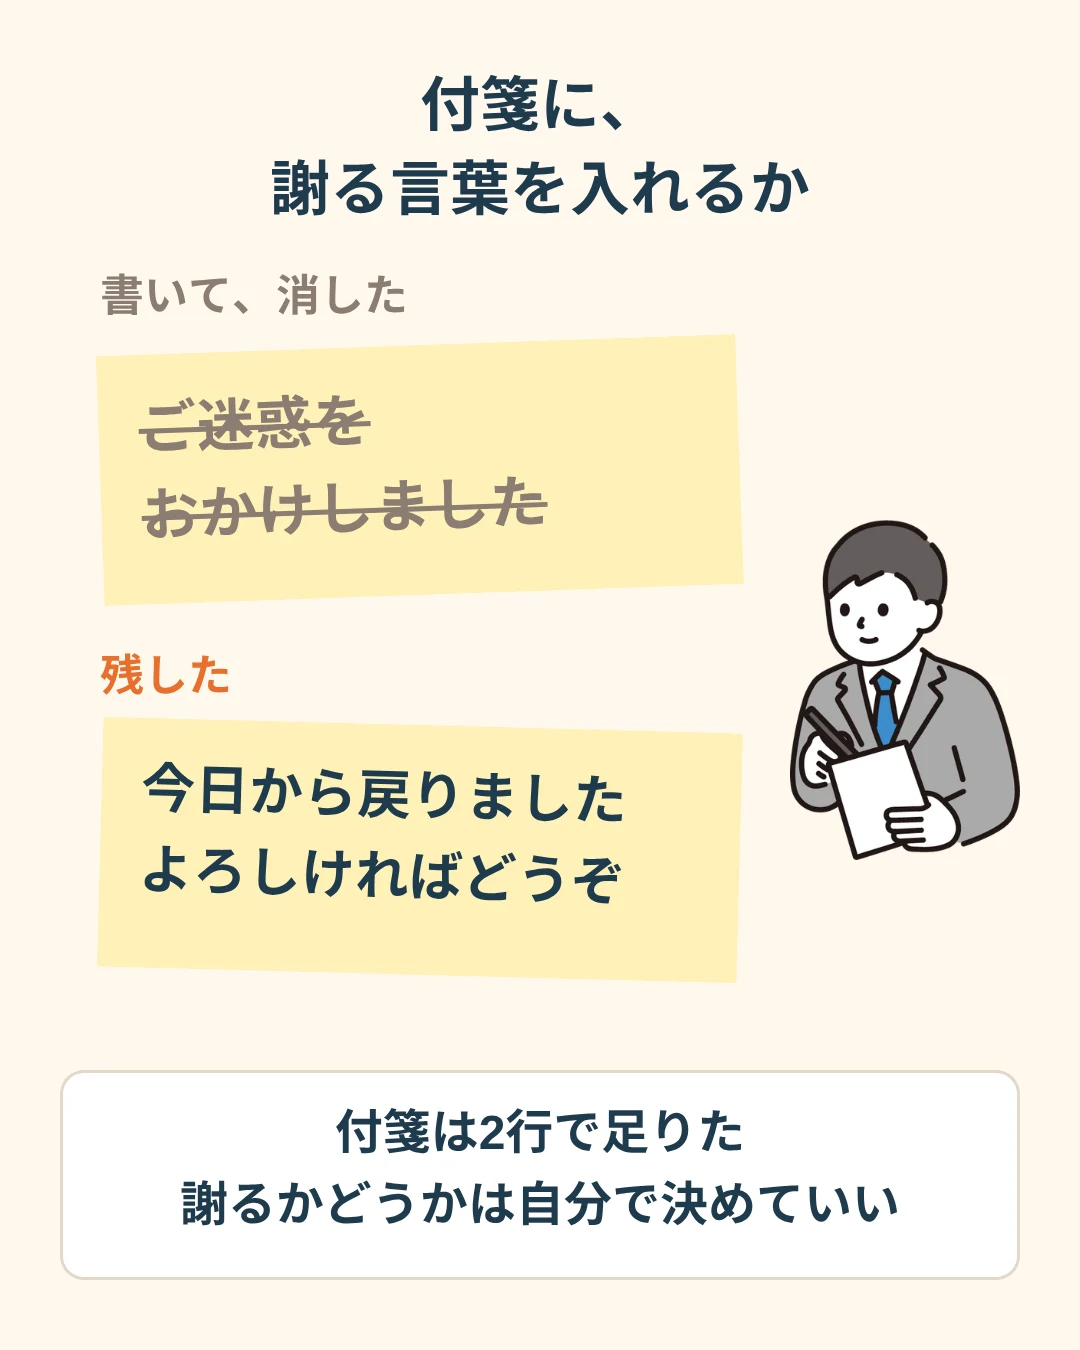 付箋に、
謝る言葉を入れるか
書いて、消した
ご迷惑を
おかけしました
残した
今日から戻りました
よろしければどうぞ
付箋は2行で足りた
謝るかどうかは自分で決めていい